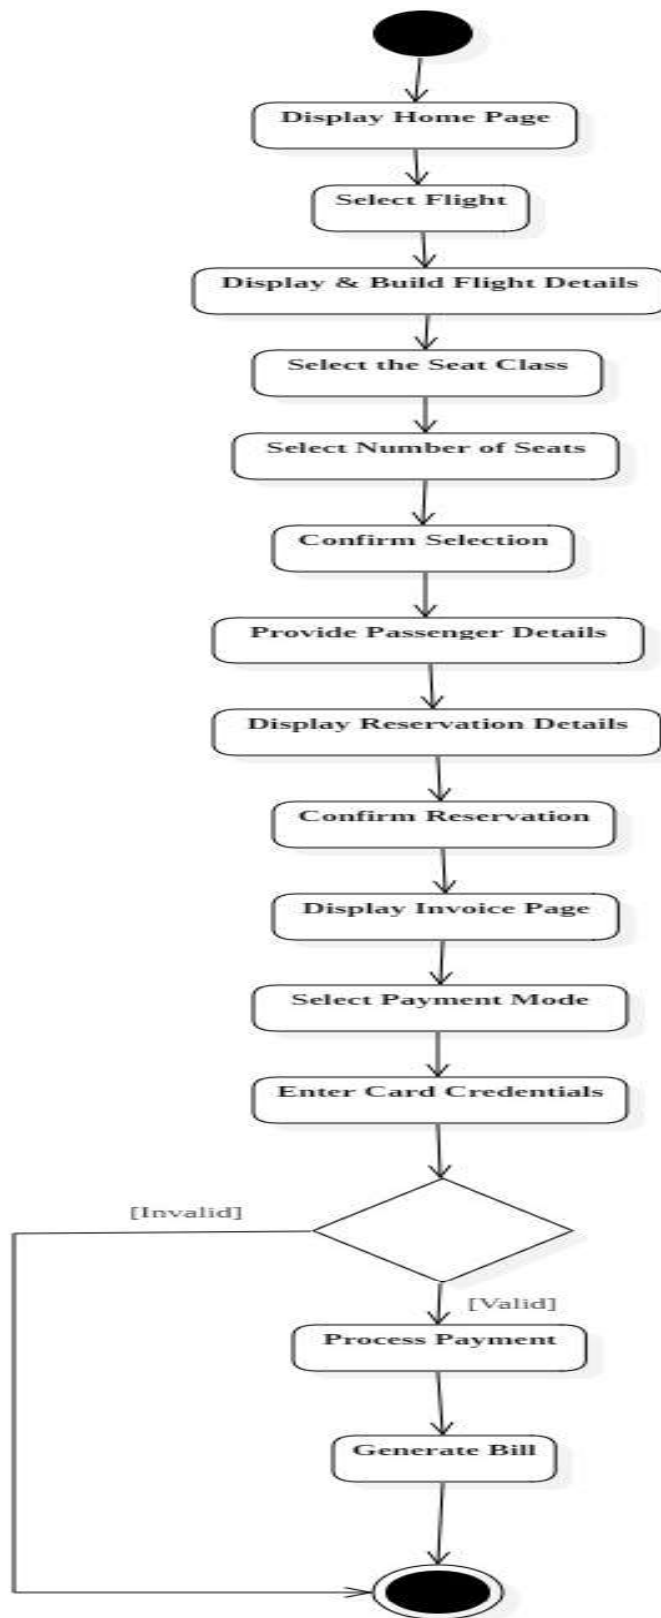 Display Home Page
Select Flight
Display & Build Flight Details
Select the Seat Class
Select Number of Seats
Confirm Selection
Provide Passenger Details
Display Reservation Details
Confirm Reservation
Display Invoice Page
Select Payment Mode
Enter Card Credentials
[Invalid]
[Valid]
Process Payment
Generate Bill